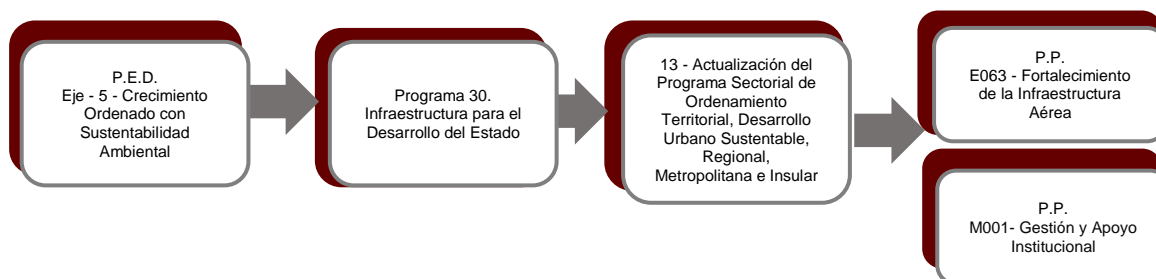 P.E.D.
Eje - 5 - Crecimiento
Ordenado con
Sustentabilidad
Ambiental
Programa 30.
Infraestructura para el
Desarrollo del Estado
13 - Actualización del
Programa Sectorial de
Ordenamiento
Territorial, Desarrollo
Urbano Sustentable,
Regional,
Metropolitana e Insular
P.P.
E063 - Fortalecimiento
de la Infraestructura
Aérea
P.P.
M001- Gestión y Apoyo
Institucional